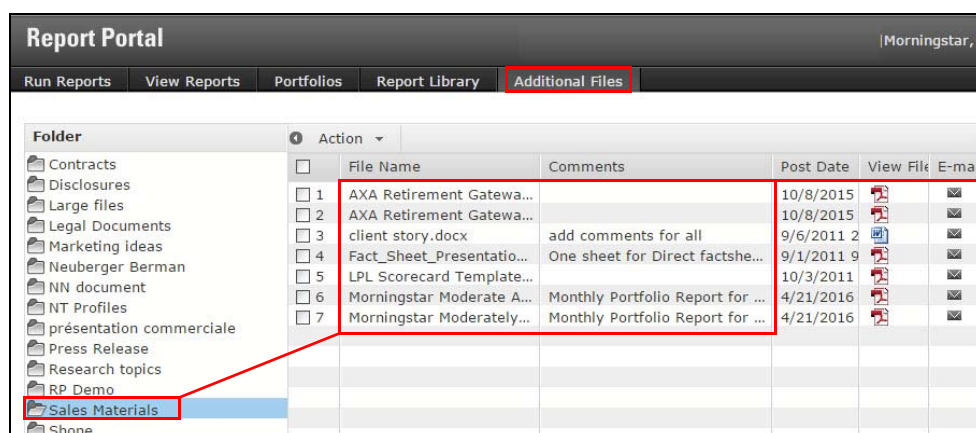 Report Portal
|Morningstar,
Run Reports View Reports Portfolios Report Library Additional Files
Folder
Contracts
Disclosures
Large files
Legal Documents
Marketing ideas
Neuberger Berman
NN document
NT Profiles
présentation commerciale
Press Release
Research topics
RP Demo
Sales Materials
Shope
Action
File Name Comments Post Date View File E-ma
1 AXA Retirement Gatewa... 10/8/2015
2 AXA Retirement Gatewa... 10/8/2015
3 client story.docx add comments for all 9/6/2011 2
4 Fact_Sheet_Presentatio... One sheet for Direct factshe... 9/1/2011 9
5 LPL Scorecard Template... 10/3/2011
6 Morningstar Moderate A... Monthly Portfolio Report for ... 4/21/2016
7 Morningstar Moderately... Monthly Portfolio Report for ... 4/21/2016